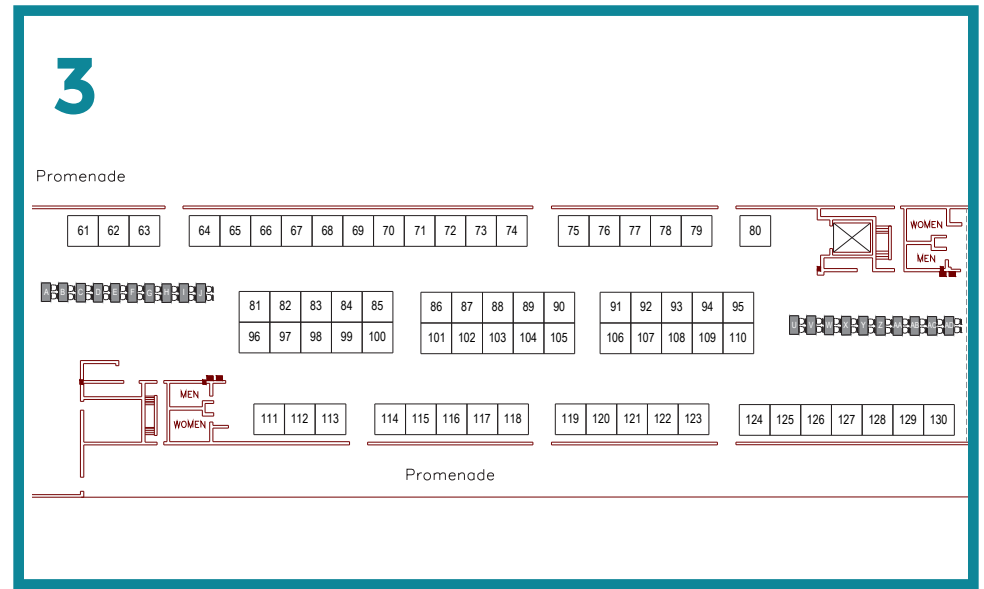 3
Promenade
61 62 63 64 65 66 67 68 69 70 71 72 73 74 75 76 77 78 79 80
WOMEN
MEN
A B C D E F G H I J
81 82 83 84 85 86 87 88 89 90 91 92 93 94 95
U V W X Y Z AA AB AC AD
96 97 98 99 100 101 102 103 104 105 106 107 108 109 110
MEN
WOMEN
111 112 113 114 115 116 117 118 119 120 121 122 123 124 125 126 127 128 129 130
Promenade